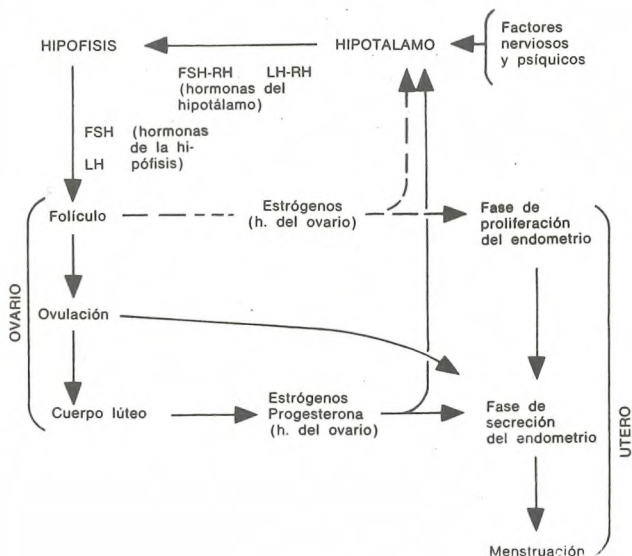 HIPOFISIS
HIPOTALAMO
Factores
nerviosos
y psíquicos
FSH-RH LH-RH
(hormonas del
hipotálamo)
FSH (hormonas
de la hi-
LH pófisis)
OVARIO
Folículo
Estrógenos
(h. del ovario)
Fase de
proliferación
del endometrio
Ovulación
Cuerpo lúteo
Estrógenos
Progesterona
(h. del ovario)
Fase de
secreción
del endometrio
UTERO
Menstruación